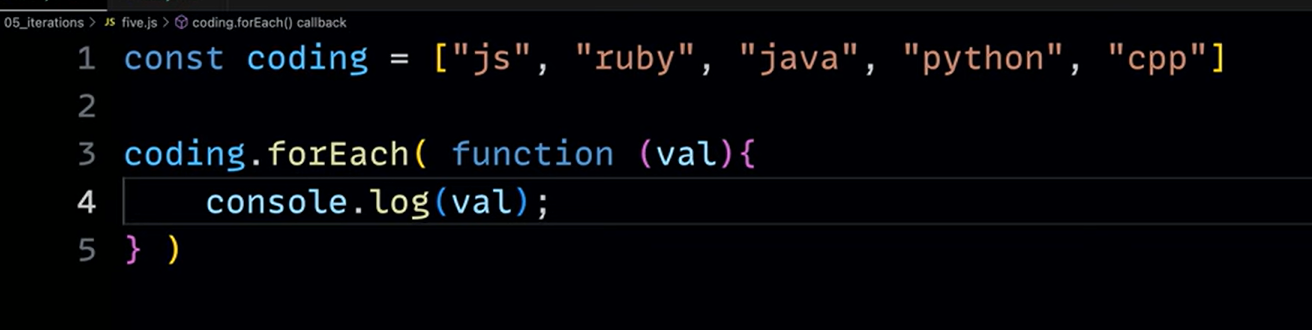 05_iterations > JS five.js > coding.forEach() callback
1 const coding = ["js", "ruby", "java", "python", "cpp"]
2
3 coding.forEach( function (val){
4     console.log(val);
5 } )